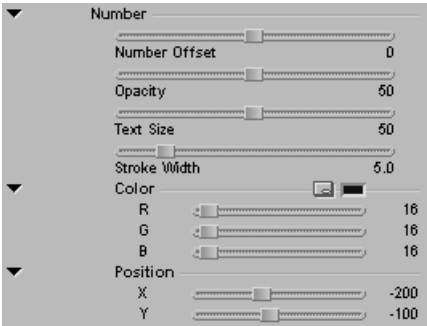 Number
Number Offset 0
Opacity 50
Text Size 50
Stroke Width 5.0
Color
R 16
G 16
B 16
Position
X -200
Y -100